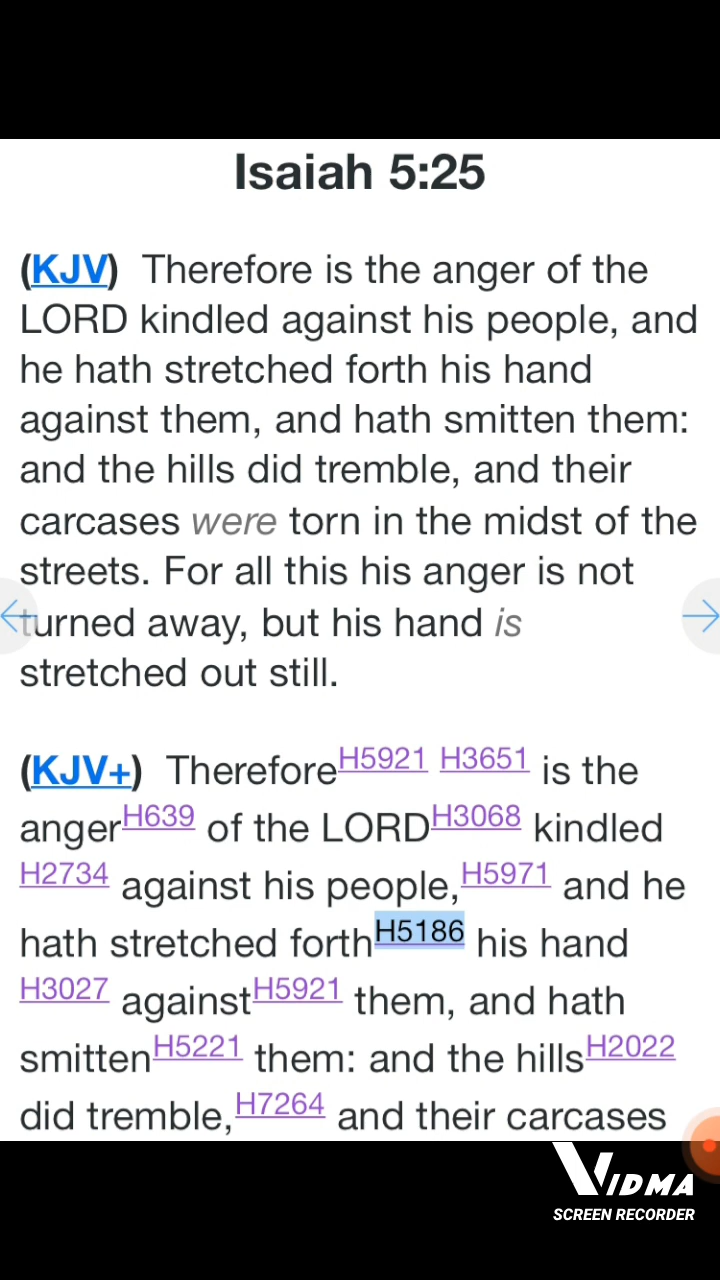 Isaiah 5:25
(KJV) Therefore is the anger of the
LORD kindled against his people, and
he hath stretched forth his hand
against them, and hath smitten them:
and the hills did tremble, and their
carcases were torn in the midst of the
streets. For all this his anger is not
turned away, but his hand is
stretched out still.
(KJV+) ThereforeH5921 H3651 is the
angerH639 of the LORDH3068 kindled
H2734 against his people,H5971 and he
hath stretched forthH5186 his hand
H3027 againstH5921 them, and hath
smittenH5221 them: and the hillsH2022
did tremble,H7264 and their carcases
VIDMA
SCREEN RECORDER